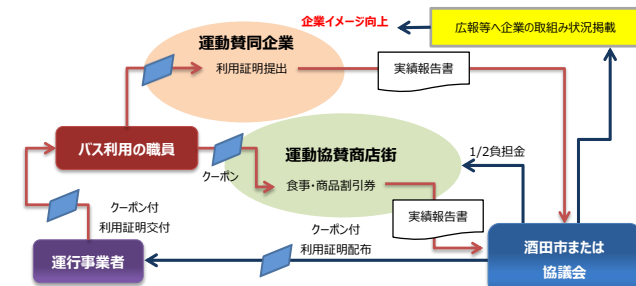 企業イメージ向上
広報等へ企業の取組み状況掲載
運動賛同企業
利用証明提出
実績報告書
バス利用の職員
クーポン
運動協賛商店街
食事・商品割引券
1/2負担金
実績報告書
クーポン付
利用証明交付
クーポン付
利用証明配布
運行事業者
酒田市または
協議会